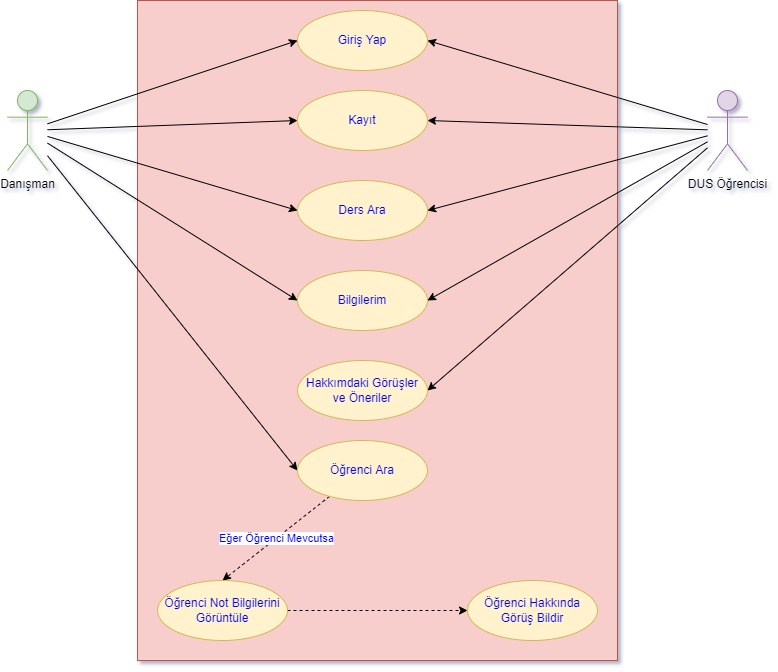 Giriş Yap
Kayıt
Danışman
DUS Öğrencisi
Ders Ara
Bilgilerim
Hakkımdaki Görüşler
ve Öneriler
Öğrenci Ara
Eğer Öğrenci Mevcutsa
Öğrenci Not Bilgilerini
Görüntüle
Öğrenci Hakkında
Görüş Bildir